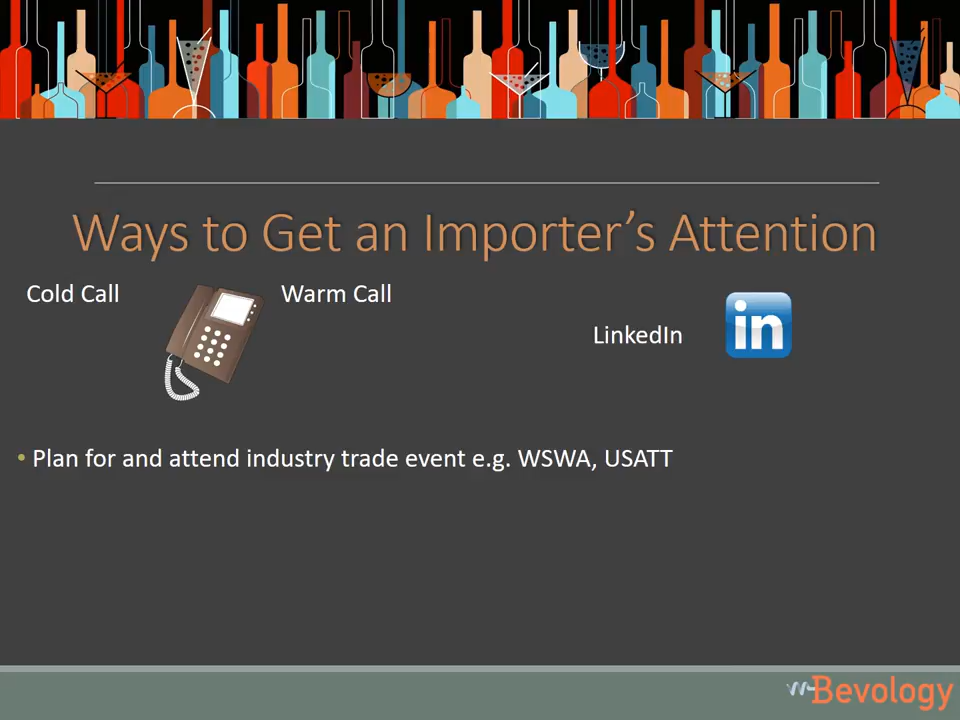 Ways to Get an Importer's Attention
Cold Call
Warm Call
LinkedIn
in
• Plan for and attend industry trade event e.g. WSWA, USATT
Bevology